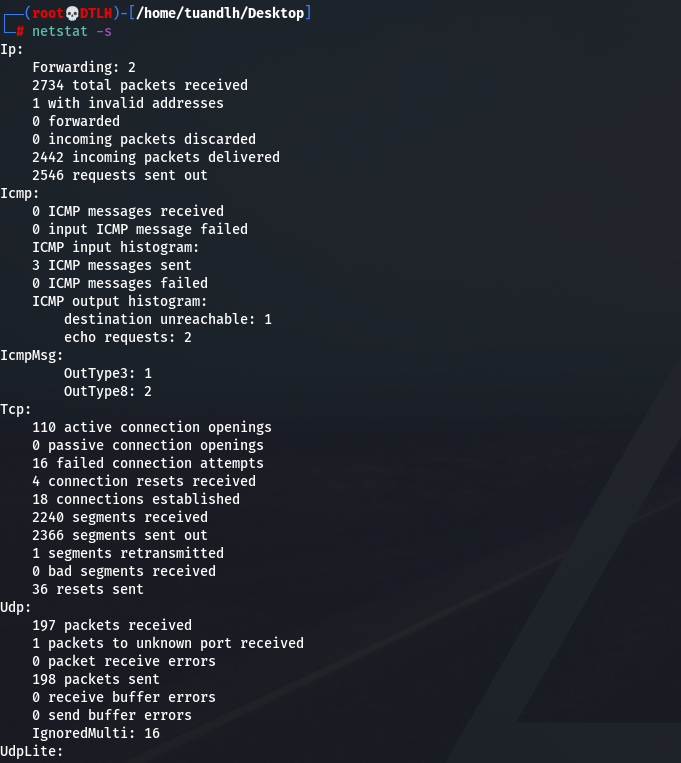 ┌──(root💀DTLH)-[/home/tuandlh/Desktop]
└─# netstat -s
Ip:
    Forwarding: 2
    2734 total packets received
    1 with invalid addresses
    0 forwarded
    0 incoming packets discarded
    2442 incoming packets delivered
    2546 requests sent out
Icmp:
    0 ICMP messages received
    0 input ICMP message failed
    ICMP input histogram:
    3 ICMP messages sent
    0 ICMP messages failed
    ICMP output histogram:
        destination unreachable: 1
        echo requests: 2
IcmpMsg:
        OutType3: 1
        OutType8: 2
Tcp:
    110 active connection openings
    0 passive connection openings
    16 failed connection attempts
    4 connection resets received
    18 connections established
    2240 segments received
    2366 segments sent out
    1 segments retransmitted
    0 bad segments received
    36 resets sent
Udp:
    197 packets received
    1 packets to unknown port received
    0 packet receive errors
    198 packets sent
    0 receive buffer errors
    0 send buffer errors
    IgnoredMulti: 16
UdpLite: